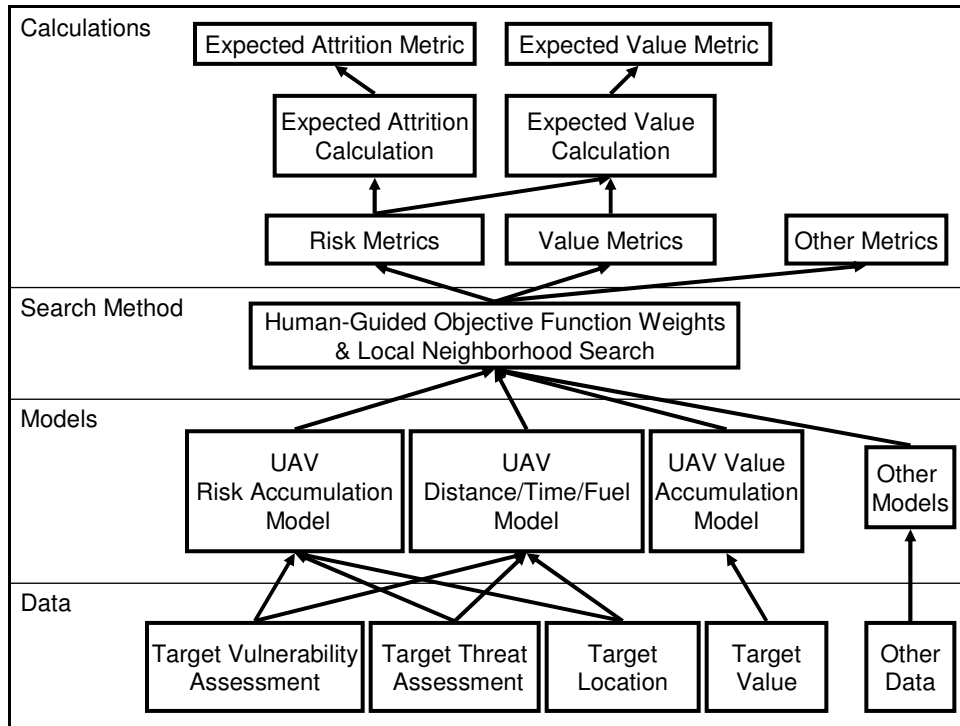 Calculations
Expected Attrition Metric
Expected Value Metric
Expected Attrition
Calculation
Expected Value
Calculation
Risk Metrics
Value Metrics
Other Metrics
Search Method
Human-Guided Objective Function Weights
& Local Neighborhood Search
Models
UAV
Risk Accumulation
Model
UAV
Distance/Time/Fuel
Model
UAV Value
Accumulation
Model
Other
Models
Data
Target Vulnerability
Assessment
Target Threat
Assessment
Target
Location
Target
Value
Other
Data